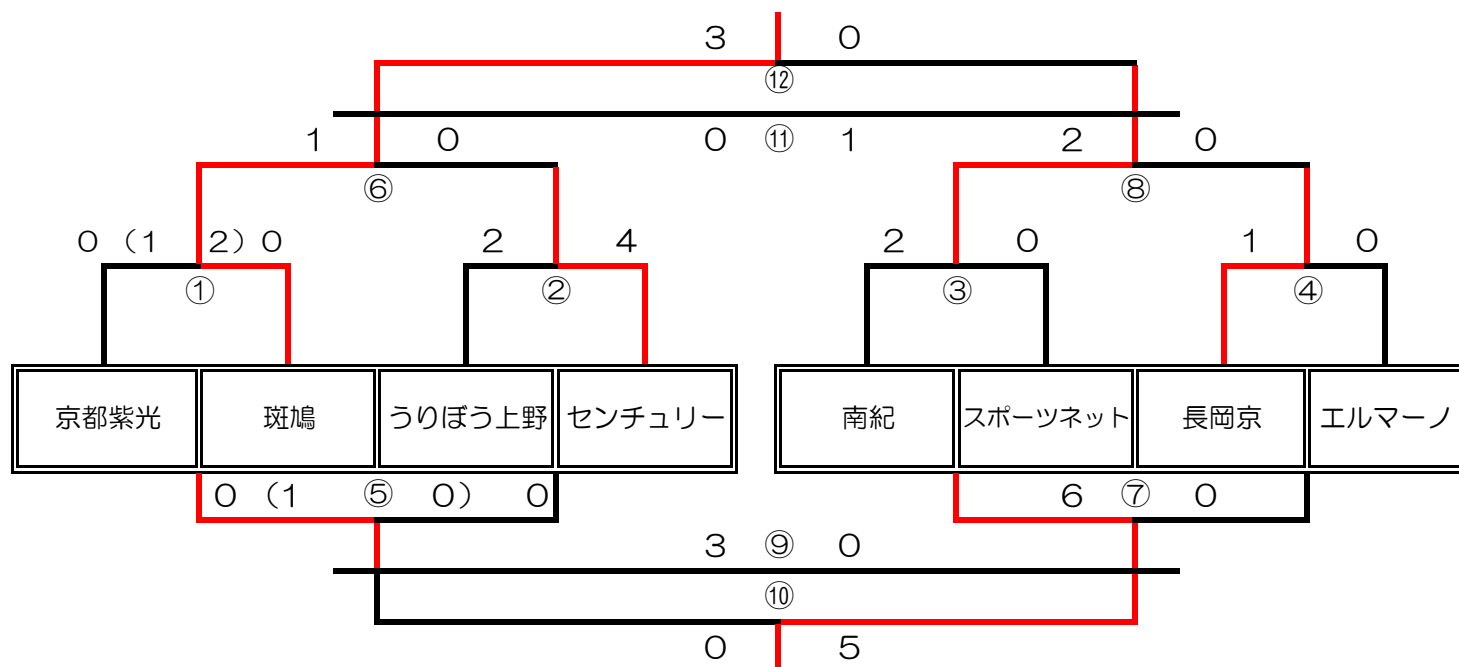 ３ ０
⑫
１ ０ ０ ⑪ １ ２ ０
⑥ ⑧
０（１ ２）０ ２ ４ ２ ０ １ ０
① ② ③ ④
京都紫光 斑鳩 うりぼう上野 センチュリー 南紀 スポーツネット 長岡京 エルマーノ
０（１ ⑤ ０） ０ ６ ⑦ ０
３ ⑨ ０
⑩
０ ５